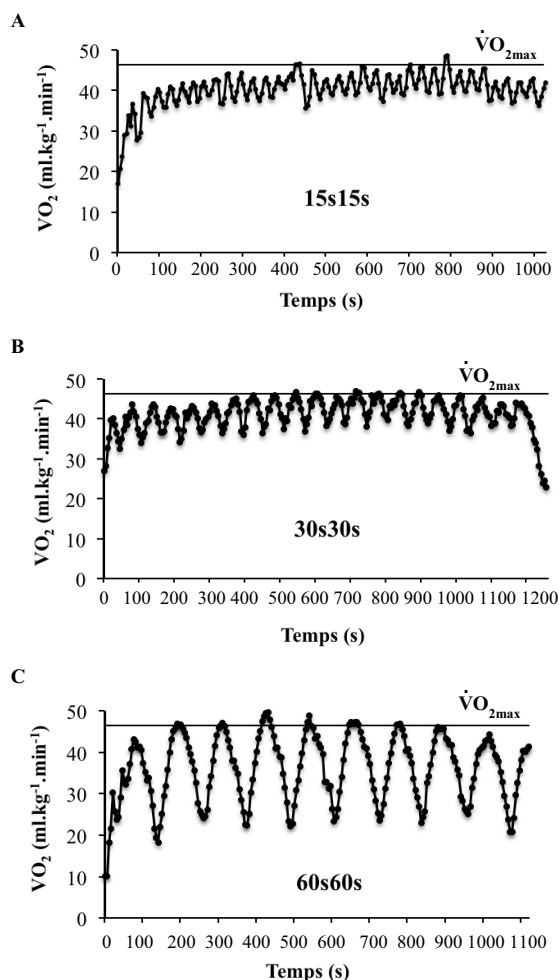 A
V̇O₂max
50
40
30
20
10
0
VO₂ (ml.kg⁻¹.min⁻¹)
15s15s
0 100 200 300 400 500 600 700 800 900 1000
Temps (s)
B
V̇O₂max
50
40
30
20
10
0
VO₂ (ml.kg⁻¹.min⁻¹)
30s30s
0 100 200 300 400 500 600 700 800 900 1000 1100 1200
Temps (s)
C
V̇O₂max
50
40
30
20
10
0
VO₂ (ml.kg⁻¹.min⁻¹)
60s60s
0 100 200 300 400 500 600 700 800 900 1000 1100
Temps (s)